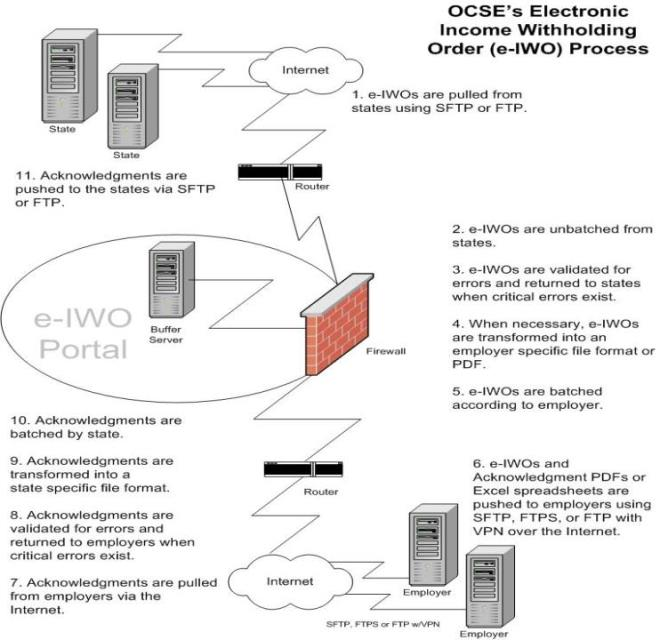 OCSE's Electronic
Income Withholding
Order (e-IWO) Process
Internet
1. e-IWOs are pulled from
states using SFTP or FTP.
State
State
11. Acknowledgments are
pushed to the states via SFTP
or FTP.
Router
2. e-IWOs are unbatched from
states.
3. e-IWOs are validated for
errors and returned to states
when critical errors exist.
4. When necessary, e-IWOs
are transformed into an
employer specific file format or
PDF.
5. e-IWOs are batched
according to employer.
e-IWO
Portal
Buffer
Server
Firewall
10. Acknowledgments are
batched by state.
9. Acknowledgments are
transformed into a
state specific file format.
8. Acknowledgments are
validated for errors and
returned to employers when
critical errors exist.
7. Acknowledgments are pulled
from employers via the
Internet.
Router
6. e-IWOs and
Acknowledgment PDFs or
Excel spreadsheets are
pushed to employers using
SFTP, FTPS, or FTP with
VPN over the Internet.
Internet
Employer
SFTP, FTPS or FTP w/VPN
Employer